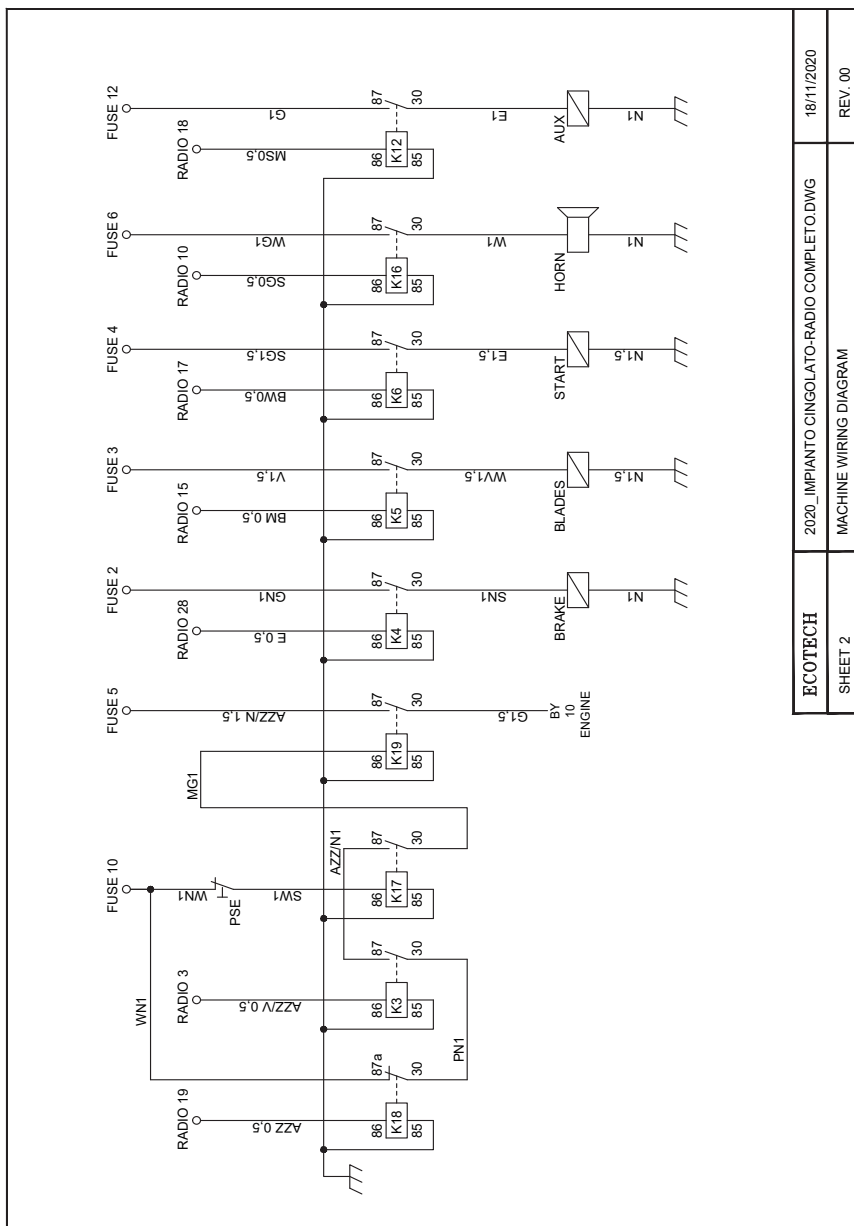 FUSE 12
RADIO 18
G1
MS0,5
87
30
86
K12
85
E1
AUX
N1
FUSE 6
RADIO 10
WG1
SG0,5
87
30
86
K16
85
W1
HORN
N1
FUSE 4
RADIO 17
SG1,5
BW0,5
87
30
86
K6
85
E1,5
START
N1,5
FUSE 3
RADIO 15
V1,5
BM 0,5
87
30
86
K5
85
WV1,5
BLADES
N1,5
FUSE 2
RADIO 28
GN1
E 0,5
87
30
86
K4
85
SN1
BRAKE
N1
FUSE 5
AZZ/N 1,5
MG1
87
30
86
K19
85
G1,5
BY
10
ENGINE
FUSE 10
WN1
PSE
SW1
AZZ/N1
87
30
86
K17
85
WN1
RADIO 3
AZZ/V 0,5
87
30
86
K3
85
PN1
RADIO 19
AZZ 0,5
87a
30
86
K18
85
ECOTECH
2020_IMPIANTO CINGOLATO-RADIO COMPLETO.DWG
18/11/2020
SHEET 2
MACHINE WIRING DIAGRAM
REV. 00